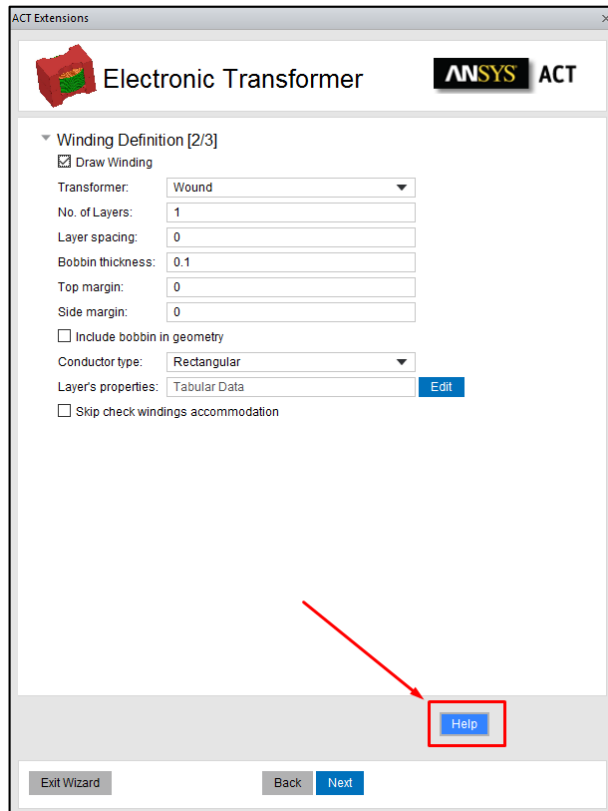 ACT Extensions ×
Electronic Transformer
ANSYS ACT
Winding Definition [2/3]
Draw Winding
Transformer: Wound
No. of Layers: 1
Layer spacing: 0
Bobbin thickness: 0.1
Top margin: 0
Side margin: 0
Include bobbin in geometry
Conductor type: Rectangular
Layer's properties: Tabular Data Edit
Skip check windings accommodation
Help
Exit Wizard Back Next